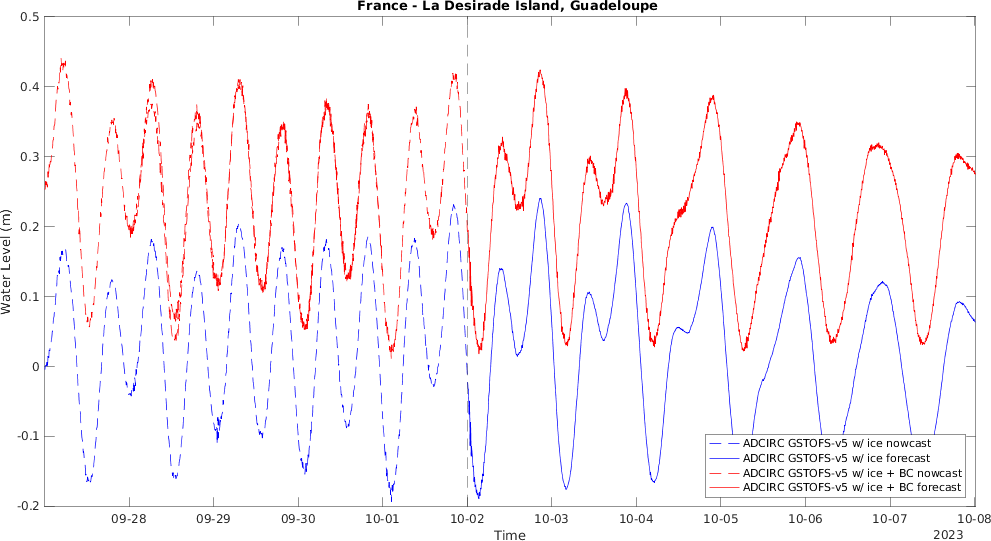 France - La Desirade Island, Guadeloupe
0.5
0.4
0.3
0.2
0.1
0
-0.1
-0.2
Water Level (m)
ADCIRC GSTOFS-v5 w/ ice nowcast
ADCIRC GSTOFS-v5 w/ ice forecast
ADCIRC GSTOFS-v5 w/ ice + BC nowcast
ADCIRC GSTOFS-v5 w/ ice + BC forecast
09-28 09-29 09-30 10-01 10-02 10-03 10-04 10-05 10-06 10-07 10-08
Time
2023